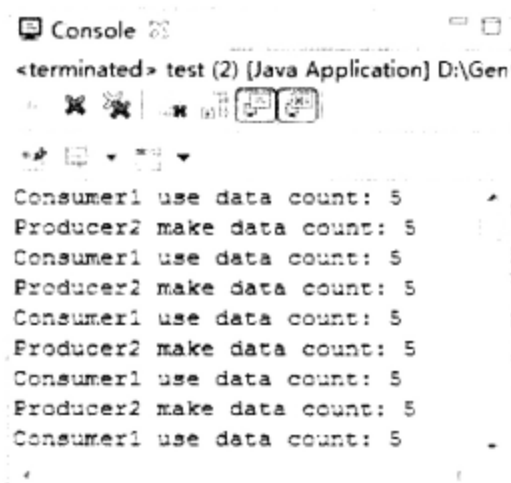 Console
<terminated> test (2) [Java Application] D:\Gen
Consumer1 use data count: 5
Producer2 make data count: 5
Consumer1 use data count: 5
Producer2 make data count: 5
Consumer1 use data count: 5
Producer2 make data count: 5
Consumer1 use data count: 5
Producer2 make data count: 5
Consumer1 use data count: 5